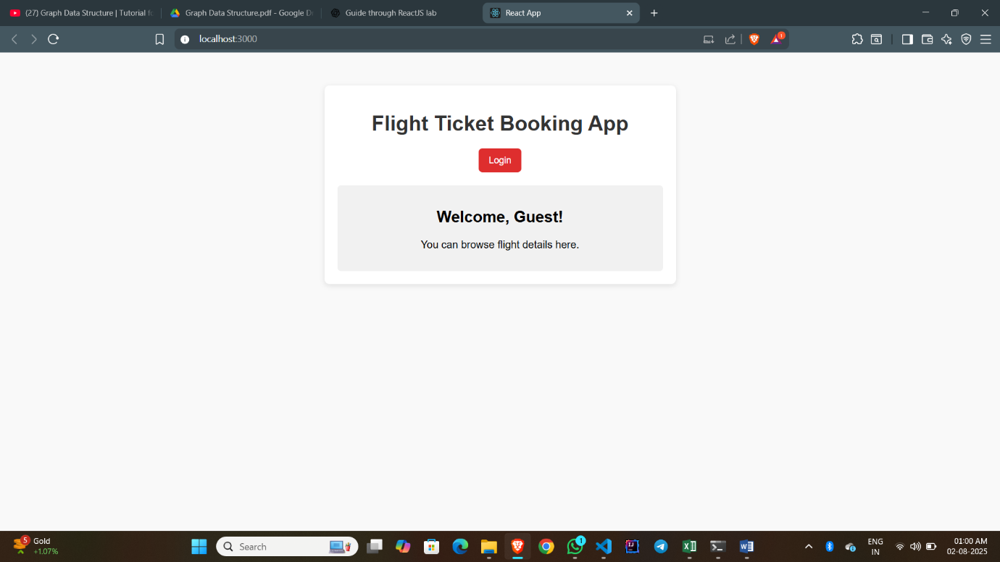 (27) Graph Data Structure | Tutorial fo
Graph Data Structure.pdf - Google D
Guide through ReactJS lab
React App
localhost:3000
1
Flight Ticket Booking App
Login
Welcome, Guest!
You can browse flight details here.
5
Gold
+1.07%
Search
1
ENG
IN
01:00 AM
02-08-2025